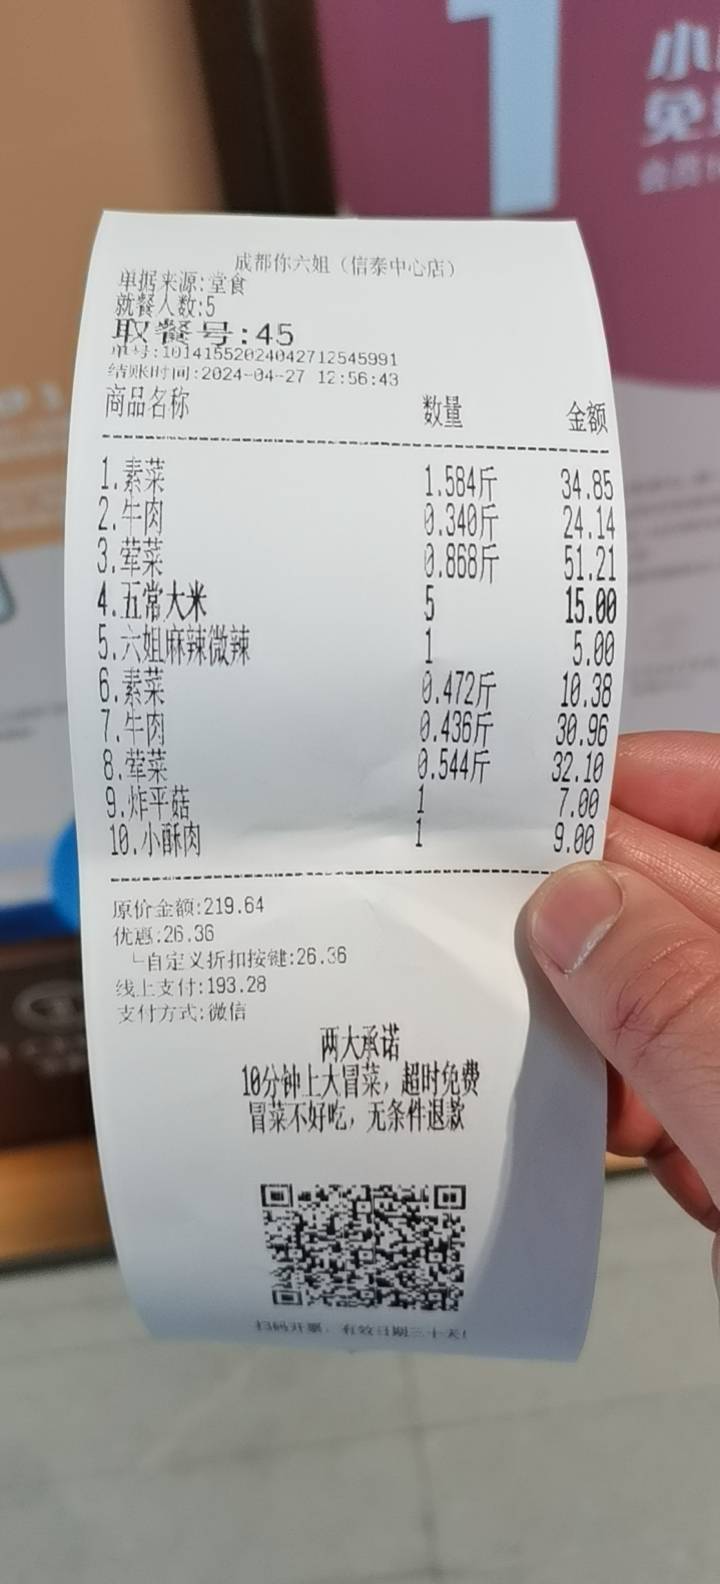 1
小
免
会员
成都你六姐（信泰中心店）
单据来源:堂食
就餐人数:5
取餐号:45
单号:10141552024042712545991
结账时间:2024-04-27 12:56:43
商品名称 数量 金额
1.素菜 1.584斤 34.85
2.牛肉 0.340斤 24.14
3.荤菜 0.868斤 51.21
4.五常大米 5 15.00
5.六姐麻辣微辣 1 5.00
6.素菜 0.472斤 10.38
7.牛肉 0.436斤 30.96
8.荤菜 0.544斤 32.10
9.炸平菇 1 7.00
10.小酥肉 1 9.00
原价金额:219.64
优惠:26.36
└自定义折扣按键:26.36
线上支付:193.28
支付方式:微信
两大承诺
10分钟上大冒菜，超时免费
冒菜不好吃，无条件退款
扫码开票，有效日期三十天!